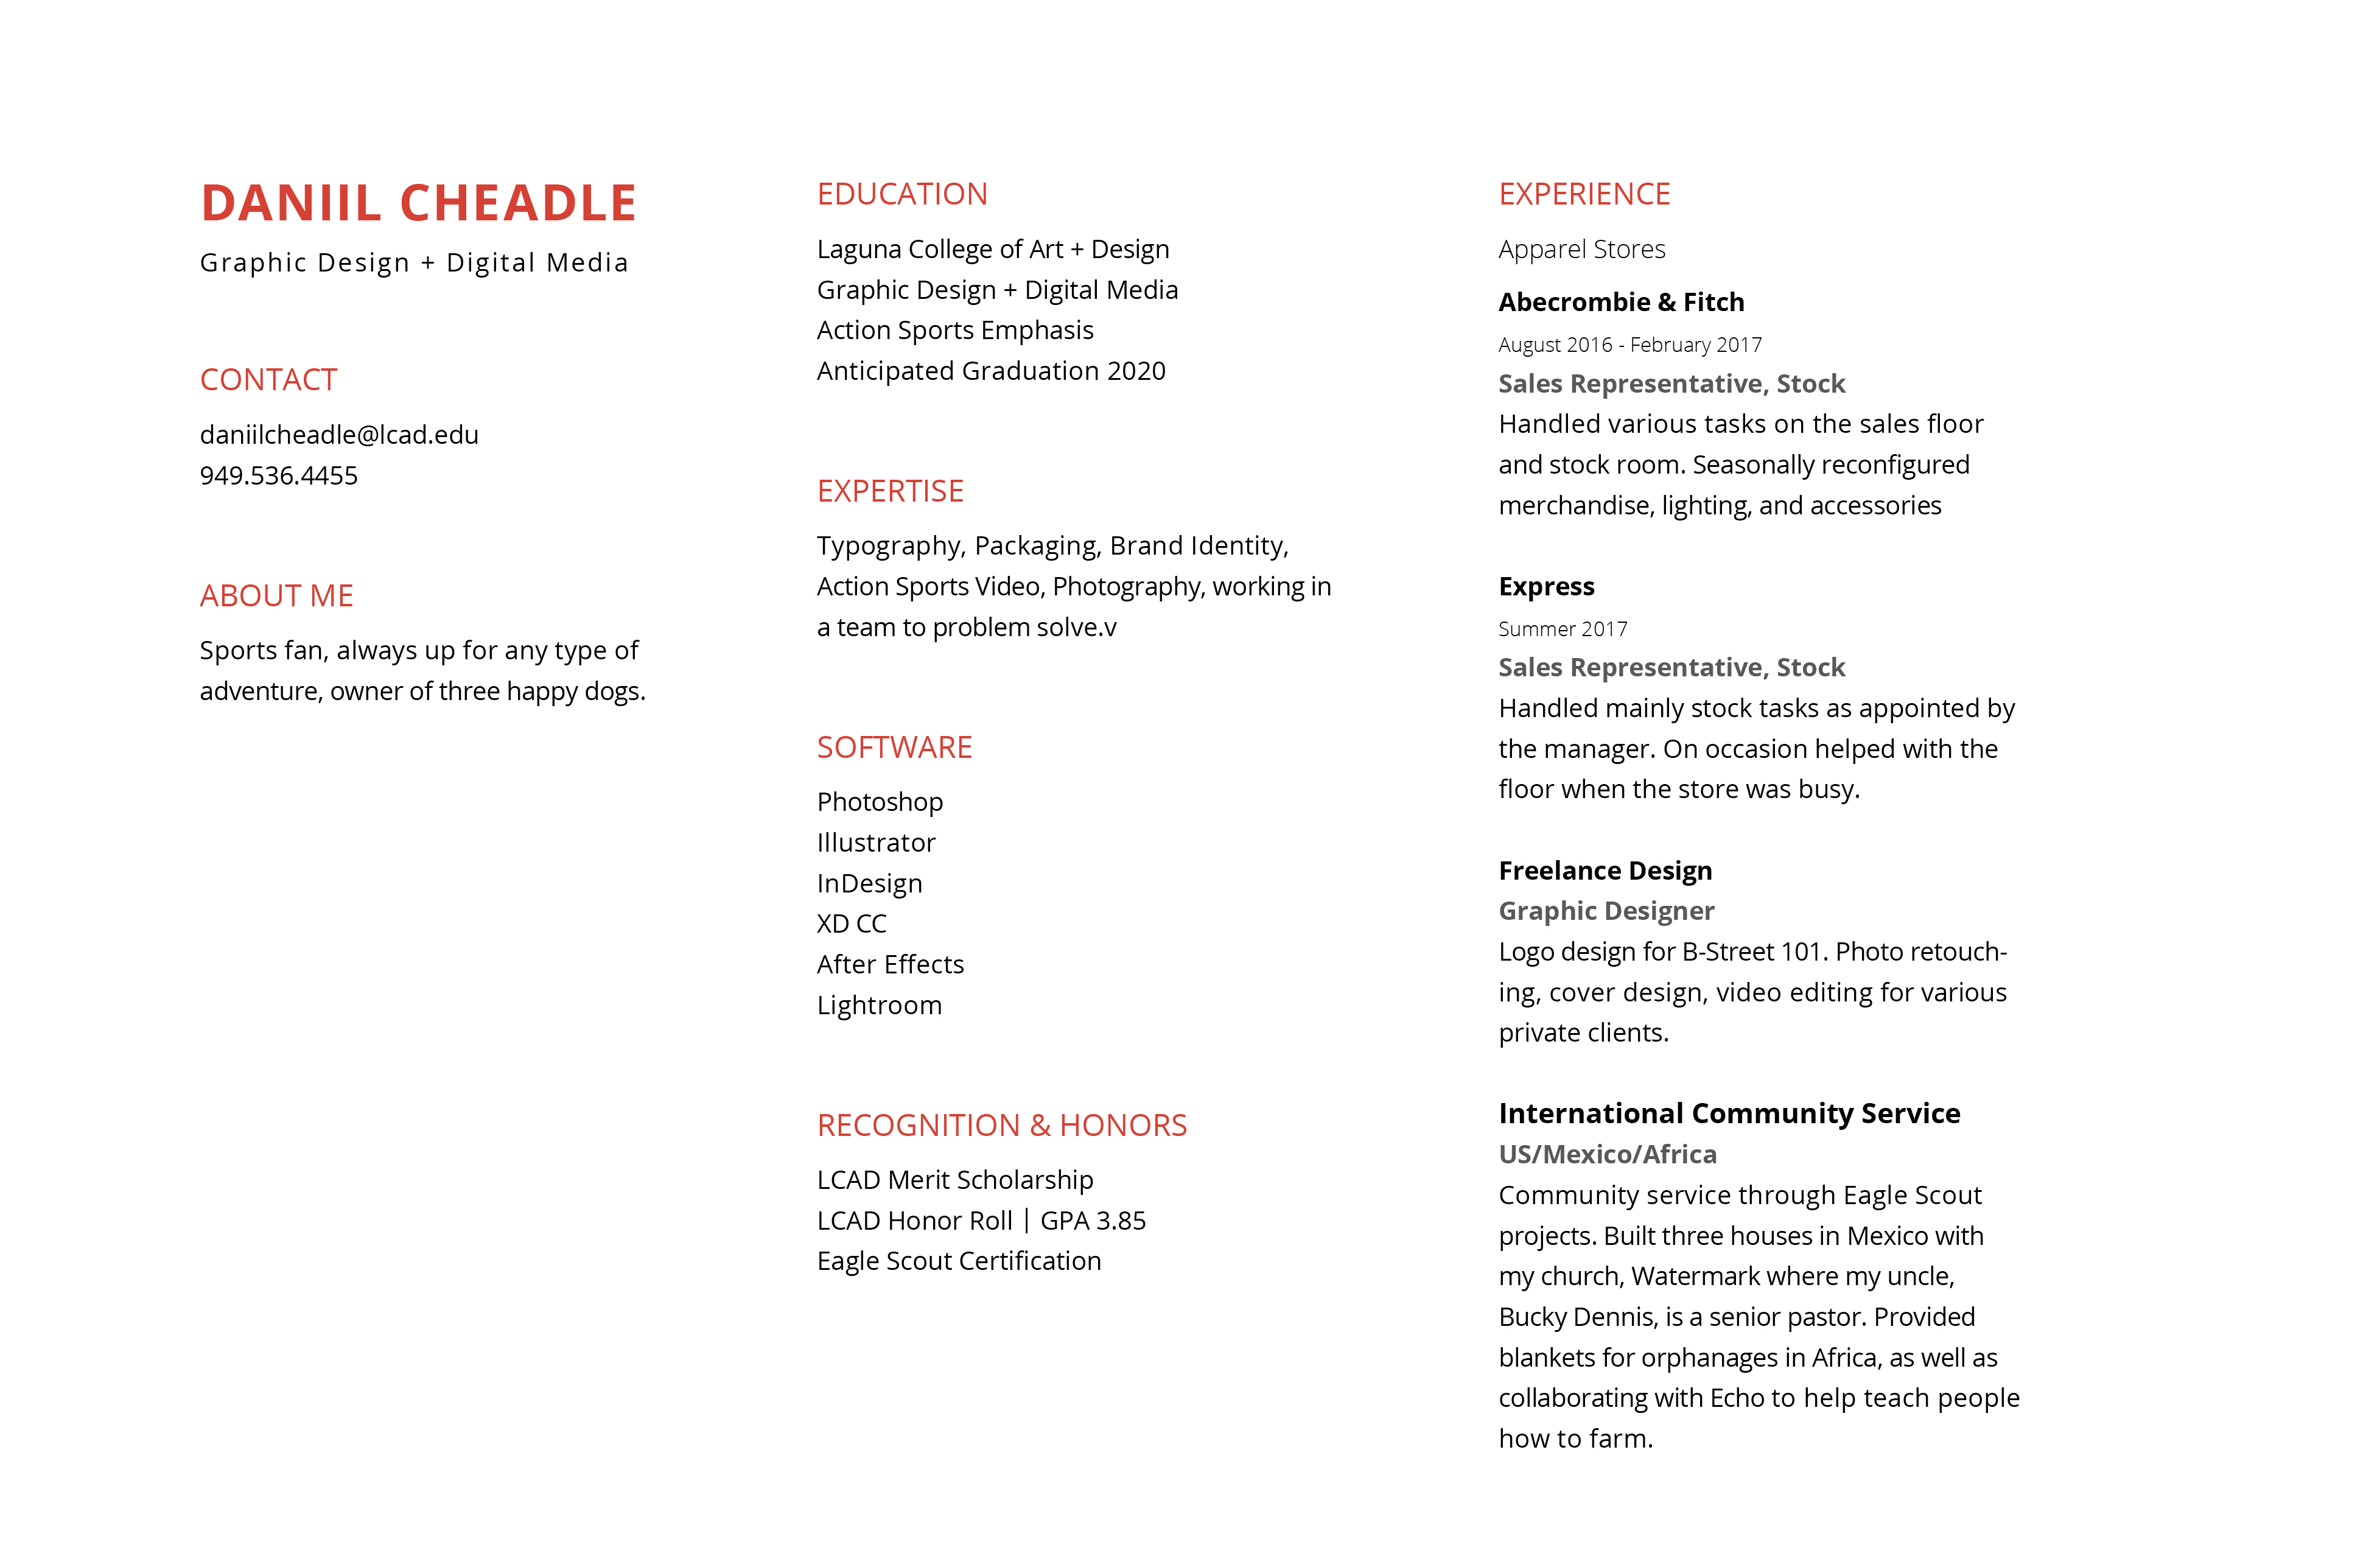 DANIIL CHEADLE
Graphic Design + Digital Media
CONTACT
daniilcheadle@lcad.edu
949.536.4455
ABOUT ME
Sports fan, always up for any type of
adventure, owner of three happy dogs.
EDUCATION
Laguna College of Art + Design
Graphic Design + Digital Media
Action Sports Emphasis
Anticipated Graduation 2020
EXPERTISE
Typography, Packaging, Brand Identity,
Action Sports Video, Photography, working in
a team to problem solve.v
SOFTWARE
Photoshop
Illustrator
InDesign
XD CC
After Effects
Lightroom
RECOGNITION & HONORS
LCAD Merit Scholarship
LCAD Honor Roll | GPA 3.85
Eagle Scout Certification
EXPERIENCE
Apparel Stores
Abecrombie & Fitch
August 2016 - February 2017
Sales Representative, Stock
Handled various tasks on the sales floor
and stock room. Seasonally reconfigured
merchandise, lighting, and accessories
Express
Summer 2017
Sales Representative, Stock
Handled mainly stock tasks as appointed by
the manager. On occasion helped with the
floor when the store was busy.
Freelance Design
Graphic Designer
Logo design for B-Street 101. Photo retouch-
ing, cover design, video editing for various
private clients.
International Community Service
US/Mexico/Africa
Community service through Eagle Scout
projects. Built three houses in Mexico with
my church, Watermark where my uncle,
Bucky Dennis, is a senior pastor. Provided
blankets for orphanages in Africa, as well as
collaborating with Echo to help teach people
how to farm.